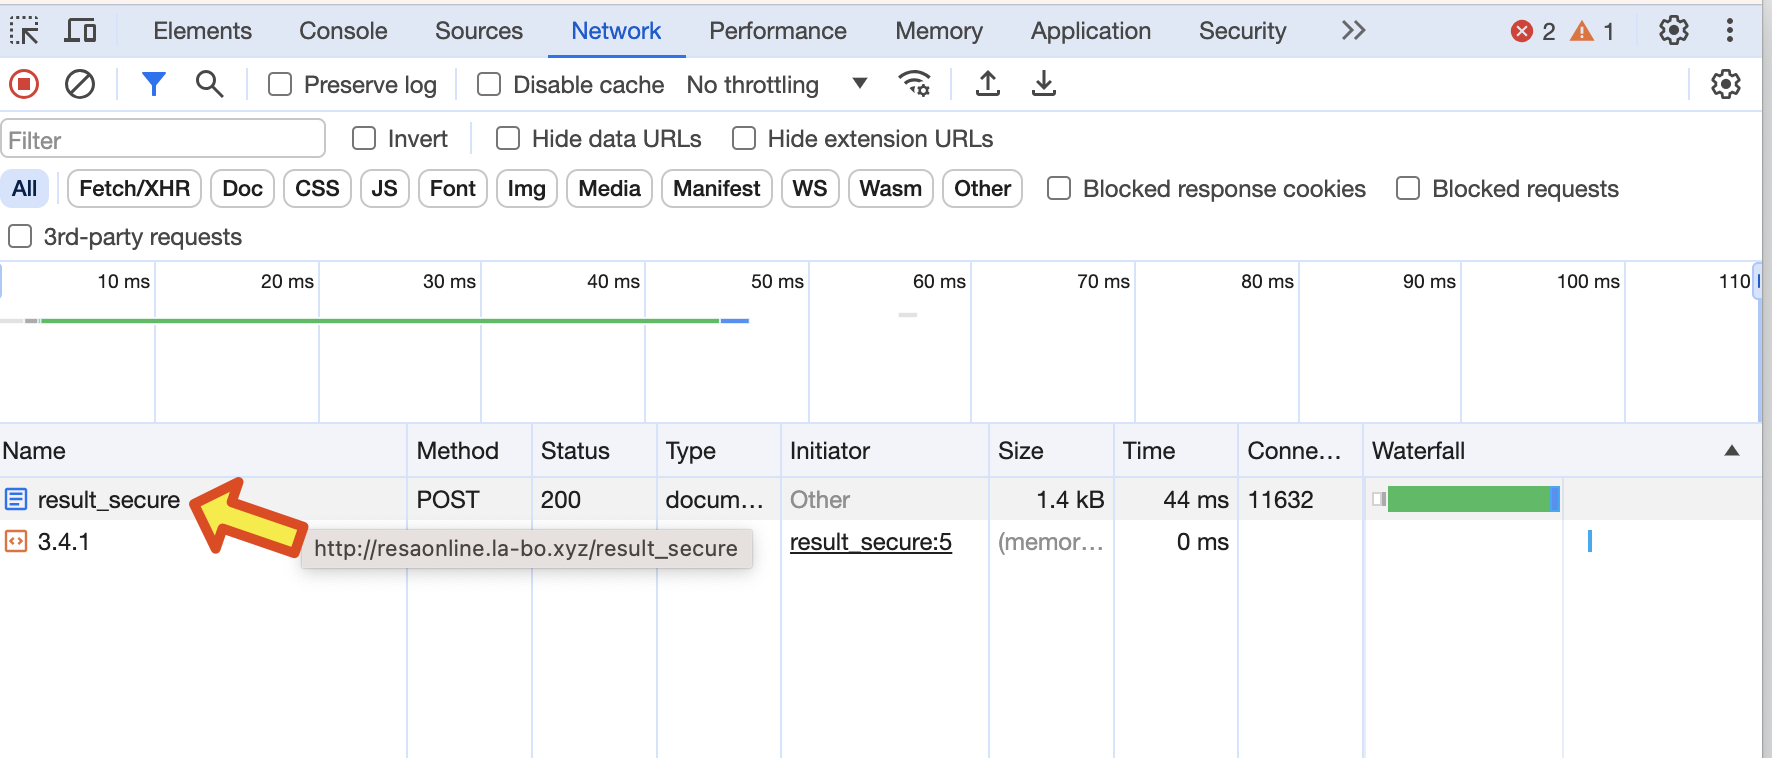 Elements Console Sources Network Performance Memory Application Security 2 1
Preserve log Disable cache No throttling
Filter Invert Hide data URLs Hide extension URLs
All Fetch/XHR Doc CSS JS Font Img Media Manifest WS Wasm Other Blocked response cookies Blocked requests
3rd-party requests
10 ms 20 ms 30 ms 40 ms 50 ms 60 ms 70 ms 80 ms 90 ms 100 ms 110
Name Method Status Type Initiator Size Time Conne… Waterfall
result_secure POST 200 docum… Other 1.4 kB 44 ms 11632
3.4.1 result_secure:5 (memor… 0 ms
http://resaonline.la-bo.xyz/result_secure